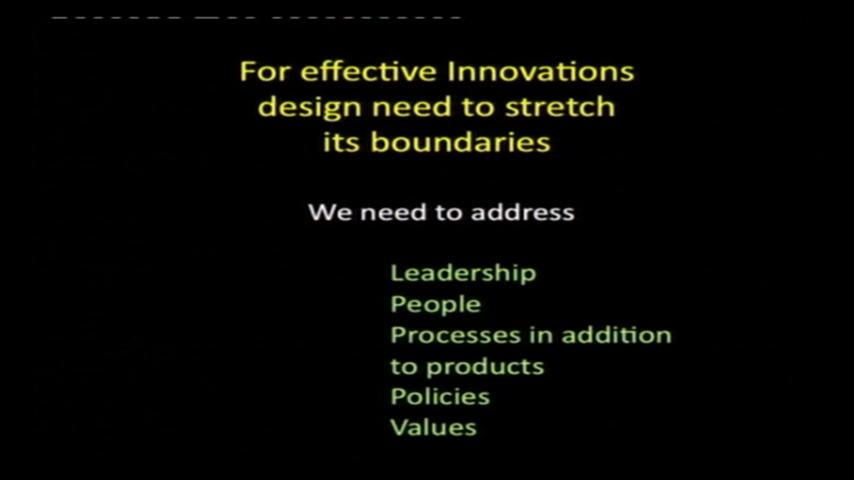 For effective Innovations
design need to stretch
its boundaries
We need to address
Leadership
People
Processes in addition
to products
Policies
Values